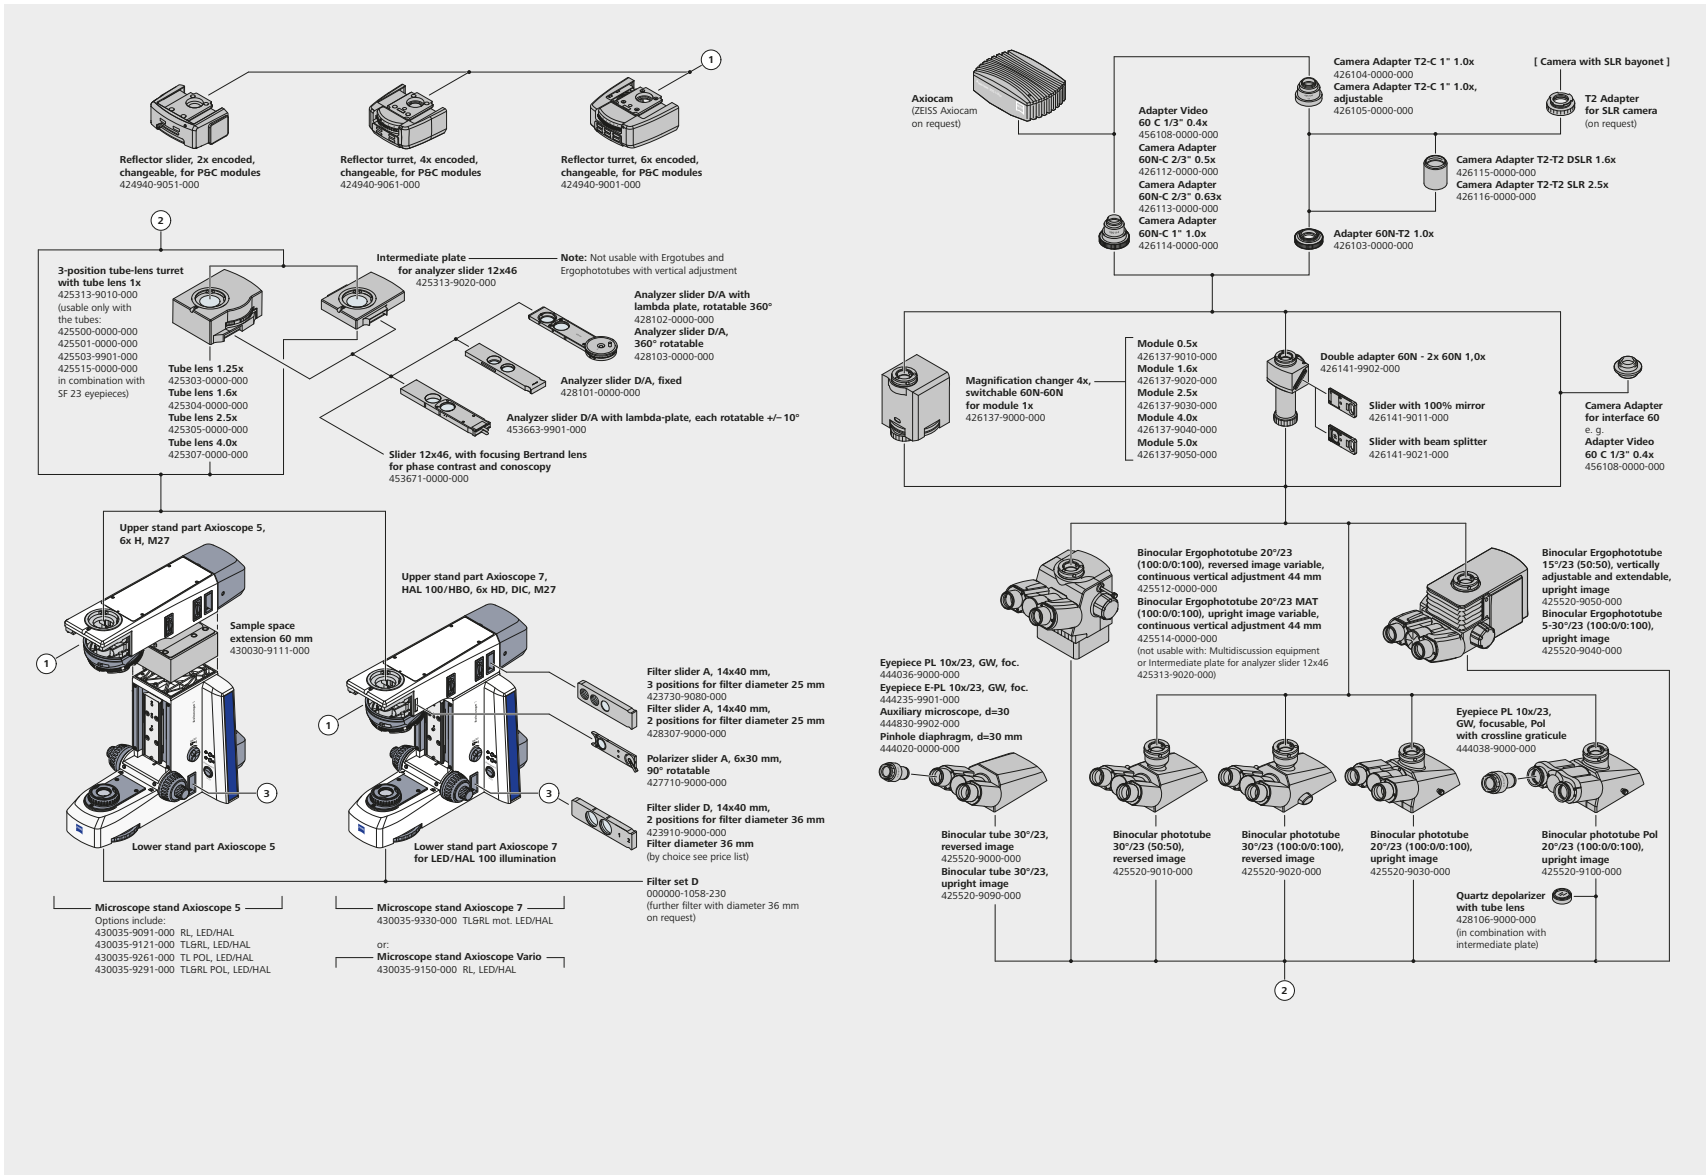 1
Reflector slider, 2x encoded,
changeable, for P&C modules
424940-9051-000
Reflector turret, 4x encoded,
changeable, for P&C modules
424940-9061-000
Reflector turret, 6x encoded,
changeable, for P&C modules
424940-9001-000
2
3-position tube-lens turret
with tube lens 1x
425313-9010-000
(usable only with
the tubes:
425500-0000-000
425501-0000-000
425503-9901-000
425515-0000-000
in combination with
SF 23 eyepieces)
Tube lens 1.25x
425303-0000-000
Tube lens 1.6x
425304-0000-000
Tube lens 2.5x
425305-0000-000
Tube lens 4.0x
425307-0000-000
Intermediate plate
for analyzer slider 12x46
425313-9020-000
Note: Not usable with Ergotubes and
Ergophototubes with vertical adjustment
Analyzer slider D/A with
lambda plate, rotatable 360°
428102-0000-000
Analyzer slider D/A,
360° rotatable
428103-0000-000
Analyzer slider D/A, fixed
428101-0000-000
Analyzer slider D/A with lambda-plate, each rotatable +/– 10°
453663-9901-000
Slider 12x46, with focusing Bertrand lens
for phase contrast and conoscopy
453671-0000-000
Upper stand part Axioscope 5,
6x H, M27
Upper stand part Axioscope 7,
HAL 100/HBO, 6x HD, DIC, M27
Sample space
extension 60 mm
430030-9111-000
1
1
3
3
Filter slider A, 14x40 mm,
3 positions for filter diameter 25 mm
423730-9080-000
Filter slider A, 14x40 mm,
2 positions for filter diameter 25 mm
428307-9000-000
Polarizer slider A, 6x30 mm,
90° rotatable
427710-9000-000
Filter slider D, 14x40 mm,
2 positions for filter diameter 36 mm
423910-9000-000
Filter diameter 36 mm
(by choice see price list)
Filter set D
000000-1058-230
(further filter with diameter 36 mm
on request)
Lower stand part Axioscope 5
Lower stand part Axioscope 7
for LED/HAL 100 illumination
Microscope stand Axioscope 5
Options include:
430035-9091-000 RL, LED/HAL
430035-9121-000 TL&RL, LED/HAL
430035-9261-000 TL POL, LED/HAL
430035-9291-000 TL&RL POL, LED/HAL
Microscope stand Axioscope 7
430035-9330-000 TL&RL mot. LED/HAL
or:
Microscope stand Axioscope Vario
430035-9150-000 RL, LED/HAL
Axiocam
(ZEISS Axiocam
on request)
Adapter Video
60 C 1/3" 0.4x
456108-0000-000
Camera Adapter
60N-C 2/3" 0.5x
426112-0000-000
Camera Adapter
60N-C 2/3" 0.63x
426113-0000-000
Camera Adapter
60N-C 1" 1.0x
426114-0000-000
Camera Adapter T2-C 1" 1.0x
426104-0000-000
Camera Adapter T2-C 1" 1.0x,
adjustable
426105-0000-000
[ Camera with SLR bayonet ]
T2 Adapter
for SLR camera
(on request)
Camera Adapter T2-T2 DSLR 1.6x
426115-0000-000
Camera Adapter T2-T2 SLR 2.5x
426116-0000-000
Adapter 60N-T2 1.0x
426103-0000-000
Magnification changer 4x,
switchable 60N-60N
for module 1x
426137-9000-000
Module 0.5x
426137-9010-000
Module 1.6x
426137-9020-000
Module 2.5x
426137-9030-000
Module 4.0x
426137-9040-000
Module 5.0x
426137-9050-000
Double adapter 60N - 2x 60N 1,0x
426141-9902-000
Slider with 100% mirror
426141-9011-000
Slider with beam splitter
426141-9021-000
Camera Adapter
for interface 60
e. g.
Adapter Video
60 C 1/3" 0.4x
456108-0000-000
Binocular Ergophototube 20°/23
(100:0/0:100), reversed image variable,
continuous vertical adjustment 44 mm
425512-0000-000
Binocular Ergophototube 20°/23 MAT
(100:0/0:100), upright image variable,
continuous vertical adjustment 44 mm
425514-0000-000
(not usable with: Multidiscussion equipment
or Intermediate plate for analyzer slider 12x46
425313-9020-000)
Binocular Ergophototube
15°/23 (50:50), vertically
adjustable and extendable,
upright image
425520-9050-000
Binocular Ergophototube
5-30°/23 (100:0/0:100),
upright image
425520-9040-000
Eyepiece PL 10x/23, GW, foc.
444036-9000-000
Eyepiece E-PL 10x/23, GW, foc.
444235-9901-000
Auxiliary microscope, d=30
444830-9902-000
Pinhole diaphragm, d=30 mm
444020-0000-000
Eyepiece PL 10x/23,
GW, focusable, Pol
with crossline graticule
444038-9000-000
Binocular tube 30°/23,
reversed image
425520-9000-000
Binocular tube 30°/23,
upright image
425520-9090-000
Binocular phototube
30°/23 (50:50),
reversed image
425520-9010-000
Binocular phototube
30°/23 (100:0/0:100),
reversed image
425520-9020-000
Binocular phototube
20°/23 (100:0/0:100),
upright image
425520-9030-000
Binocular phototube Pol
20°/23 (100:0/0:100),
upright image
425520-9100-000
Quartz depolarizer
with tube lens
428106-9000-000
(in combination with
intermediate plate)
2